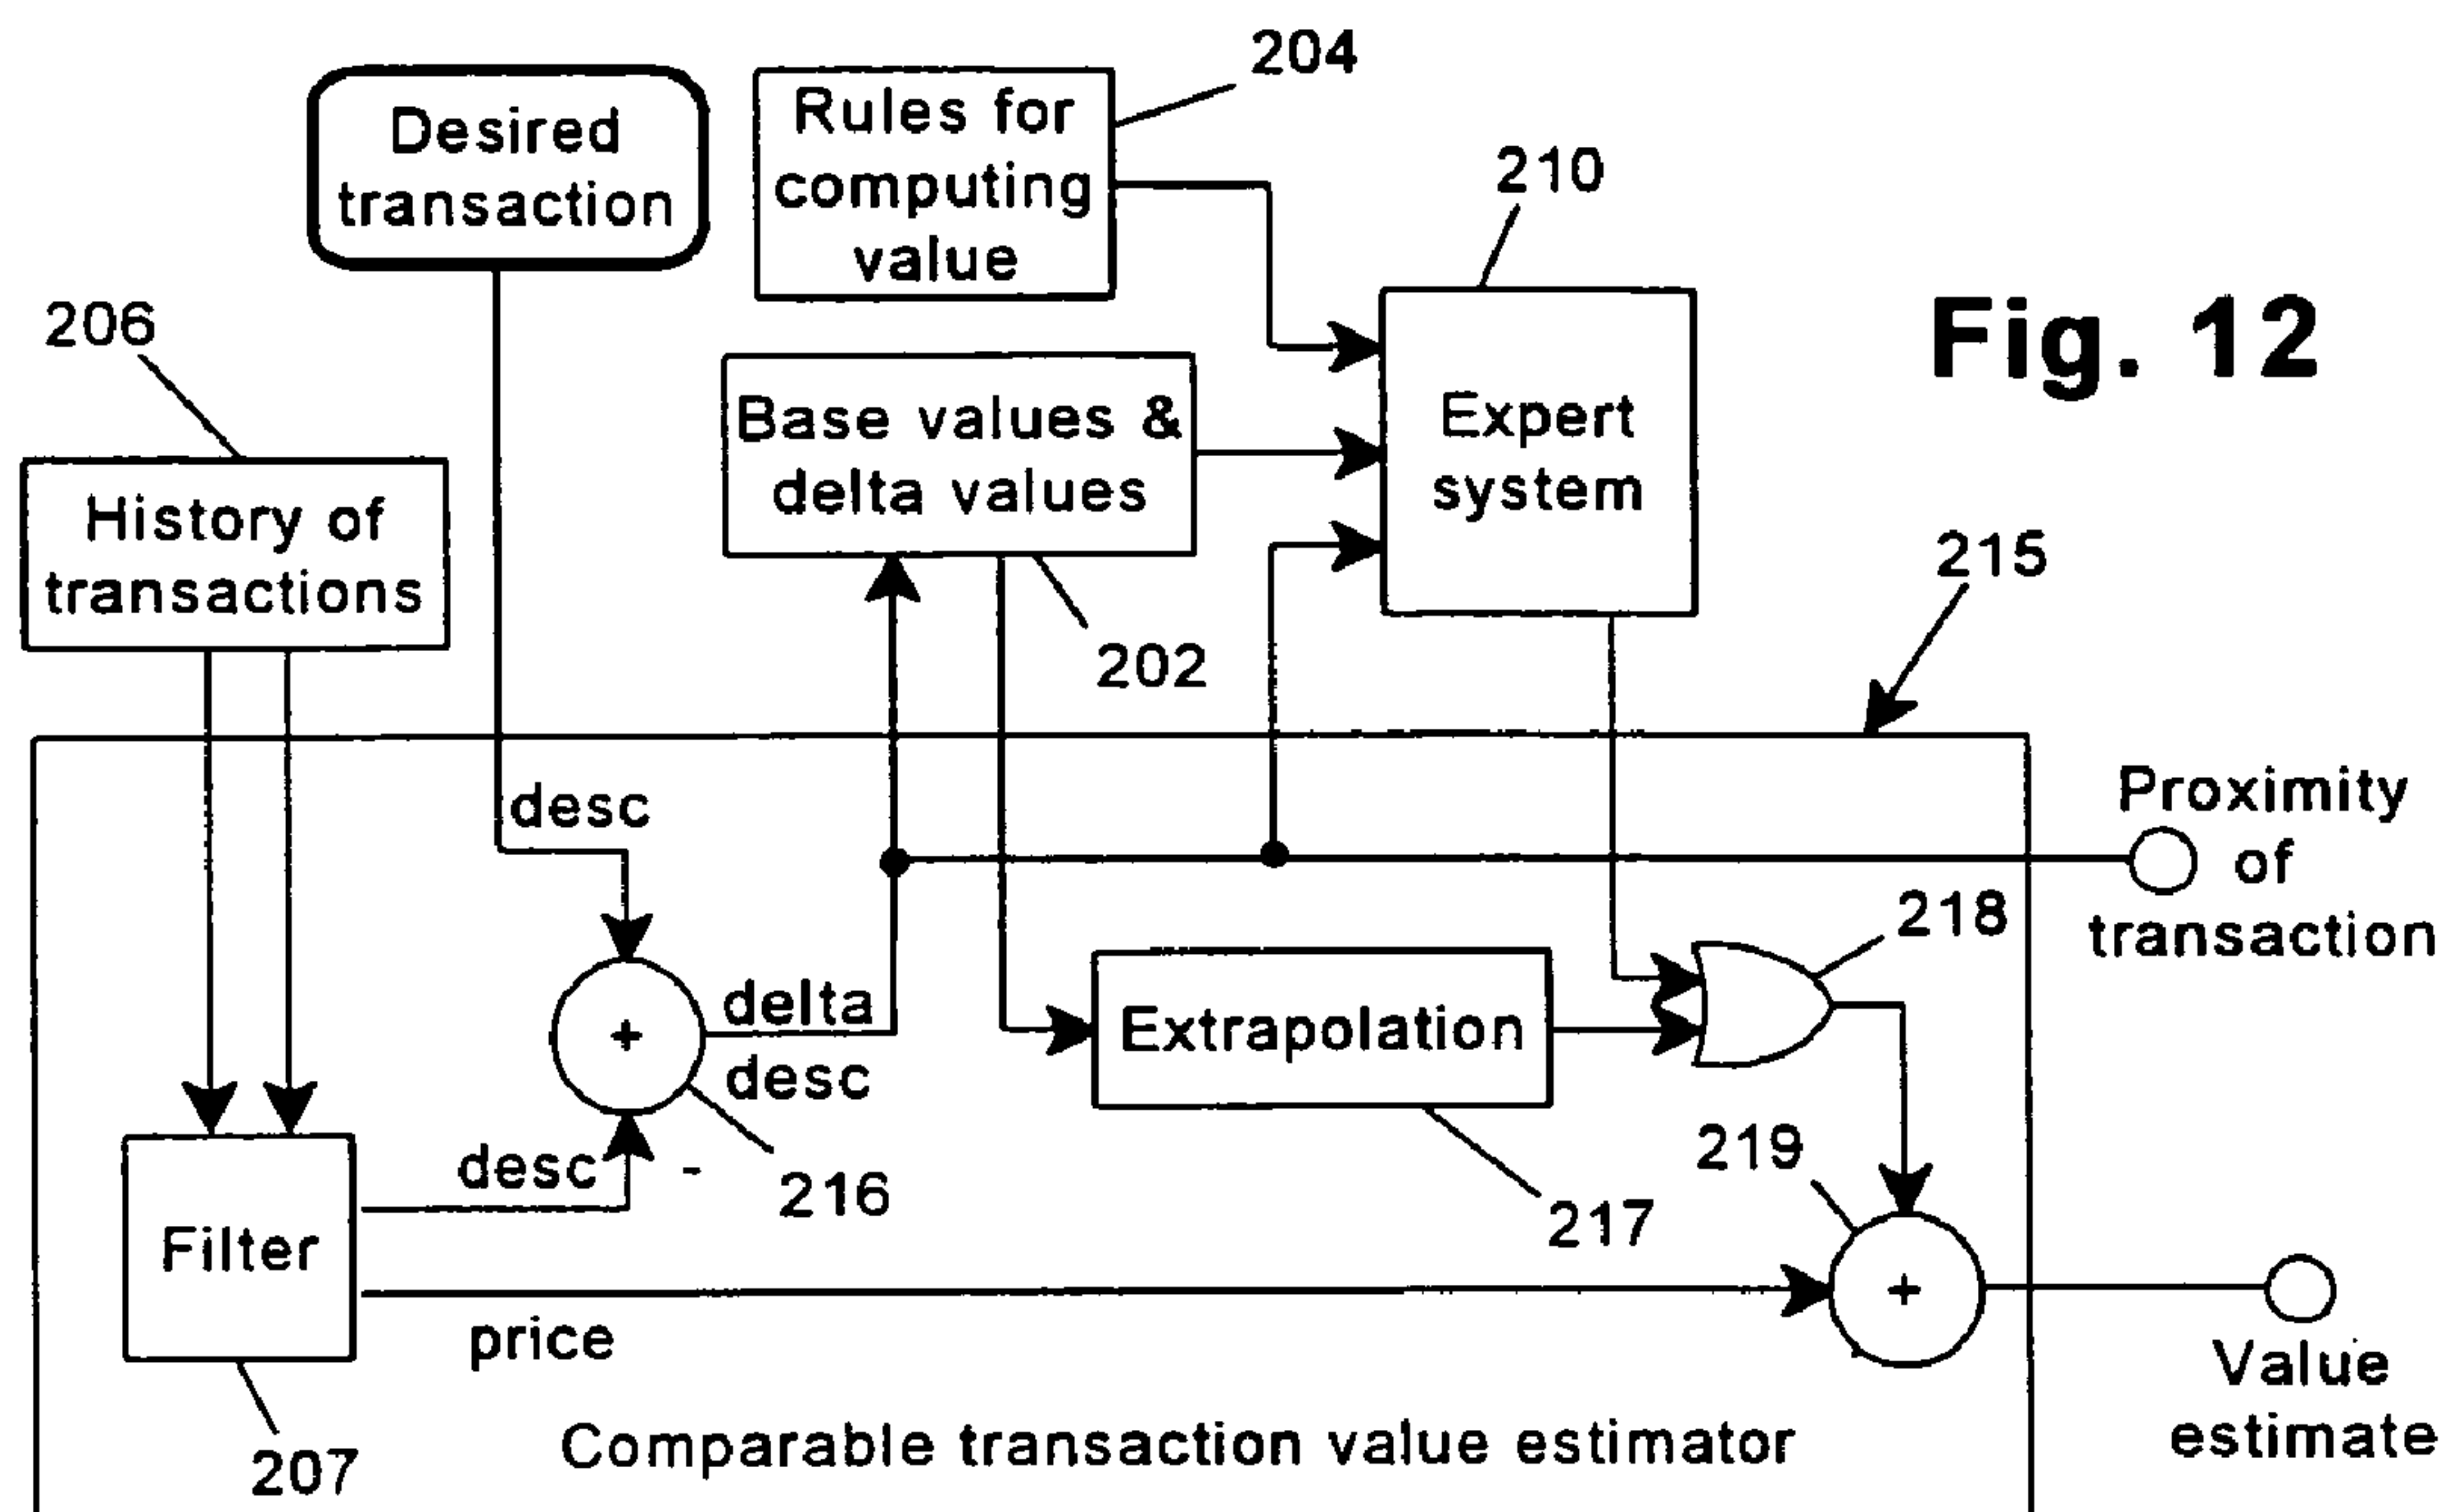 204
Desired
transaction
Rules for
computing
value
210
206
Fig. 12
Base values &
delta values
Expert
system
History of
transactions
215
202
desc
Proximity
of
transaction
218
delta
desc
Extrapolation
desc
-
+
216
219
217
Filter
price
+
Value
estimate
Comparable transaction value estimator
207